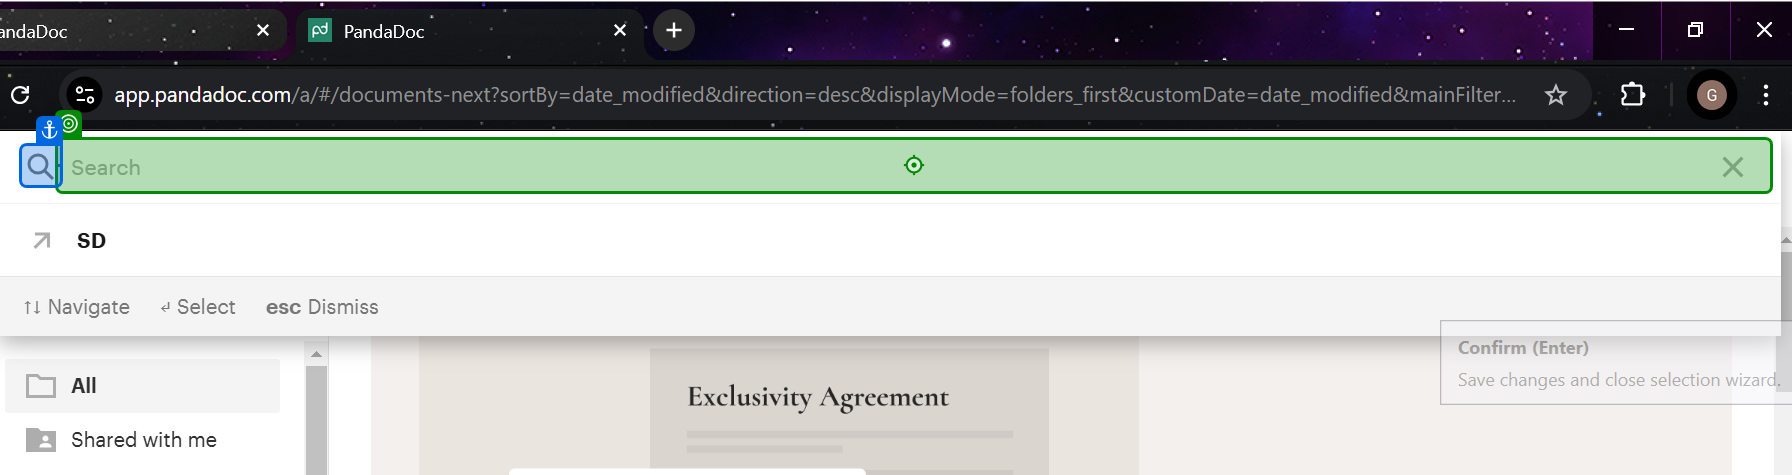 andaDoc
PandaDoc
app.pandadoc.com/a/#/documents-next?sortBy=date_modified&direction=desc&displayMode=folders_first&customDate=date_modified&mainFilter...
G
Search
SD
↑↓ Navigate ↵ Select esc Dismiss
Confirm (Enter)
Save changes and close selection wizard.
All
Exclusivity Agreement
Shared with me